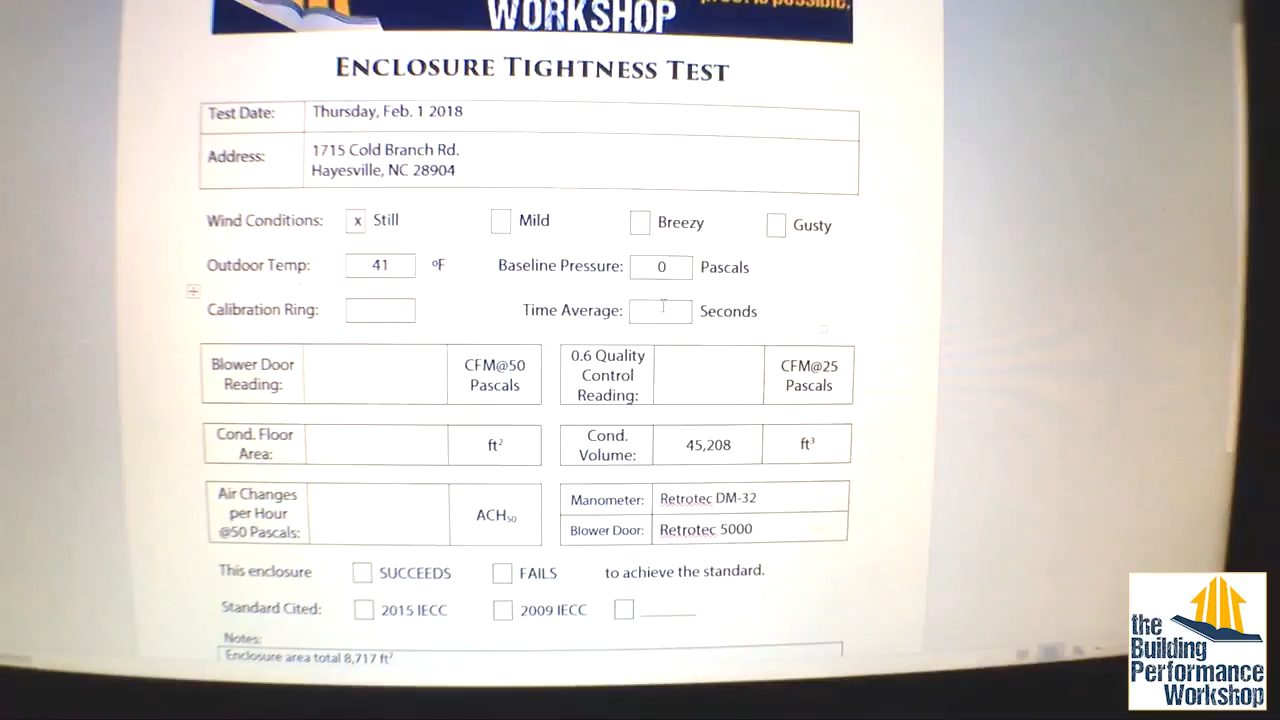 WORKSHOP
ENCLOSURE TIGHTNESS TEST
Test Date: Thursday, Feb. 1 2018
Address: 1715 Cold Branch Rd.
Hayesville, NC 28904
Wind Conditions: x Still Mild Breezy Gusty
Outdoor Temp: 41 ºF Baseline Pressure: 0 Pascals
Calibration Ring: Time Average: Seconds
Blower Door
Reading:
CFM@50
Pascals
0.6 Quality
Control
Reading:
CFM@25
Pascals
Cond. Floor
Area:
ft²
Cond.
Volume:
45,208
ft³
Air Changes
per Hour
@50 Pascals:
ACH₅₀
Manometer: Retrotec DM-32
Blower Door: Retrotec 5000
This enclosure SUCCEEDS FAILS to achieve the standard.
Standard Cited: 2015 IECC 2009 IECC
Notes:
Enclosure area total 8,717 ft²
the
Building
Performance
Workshop